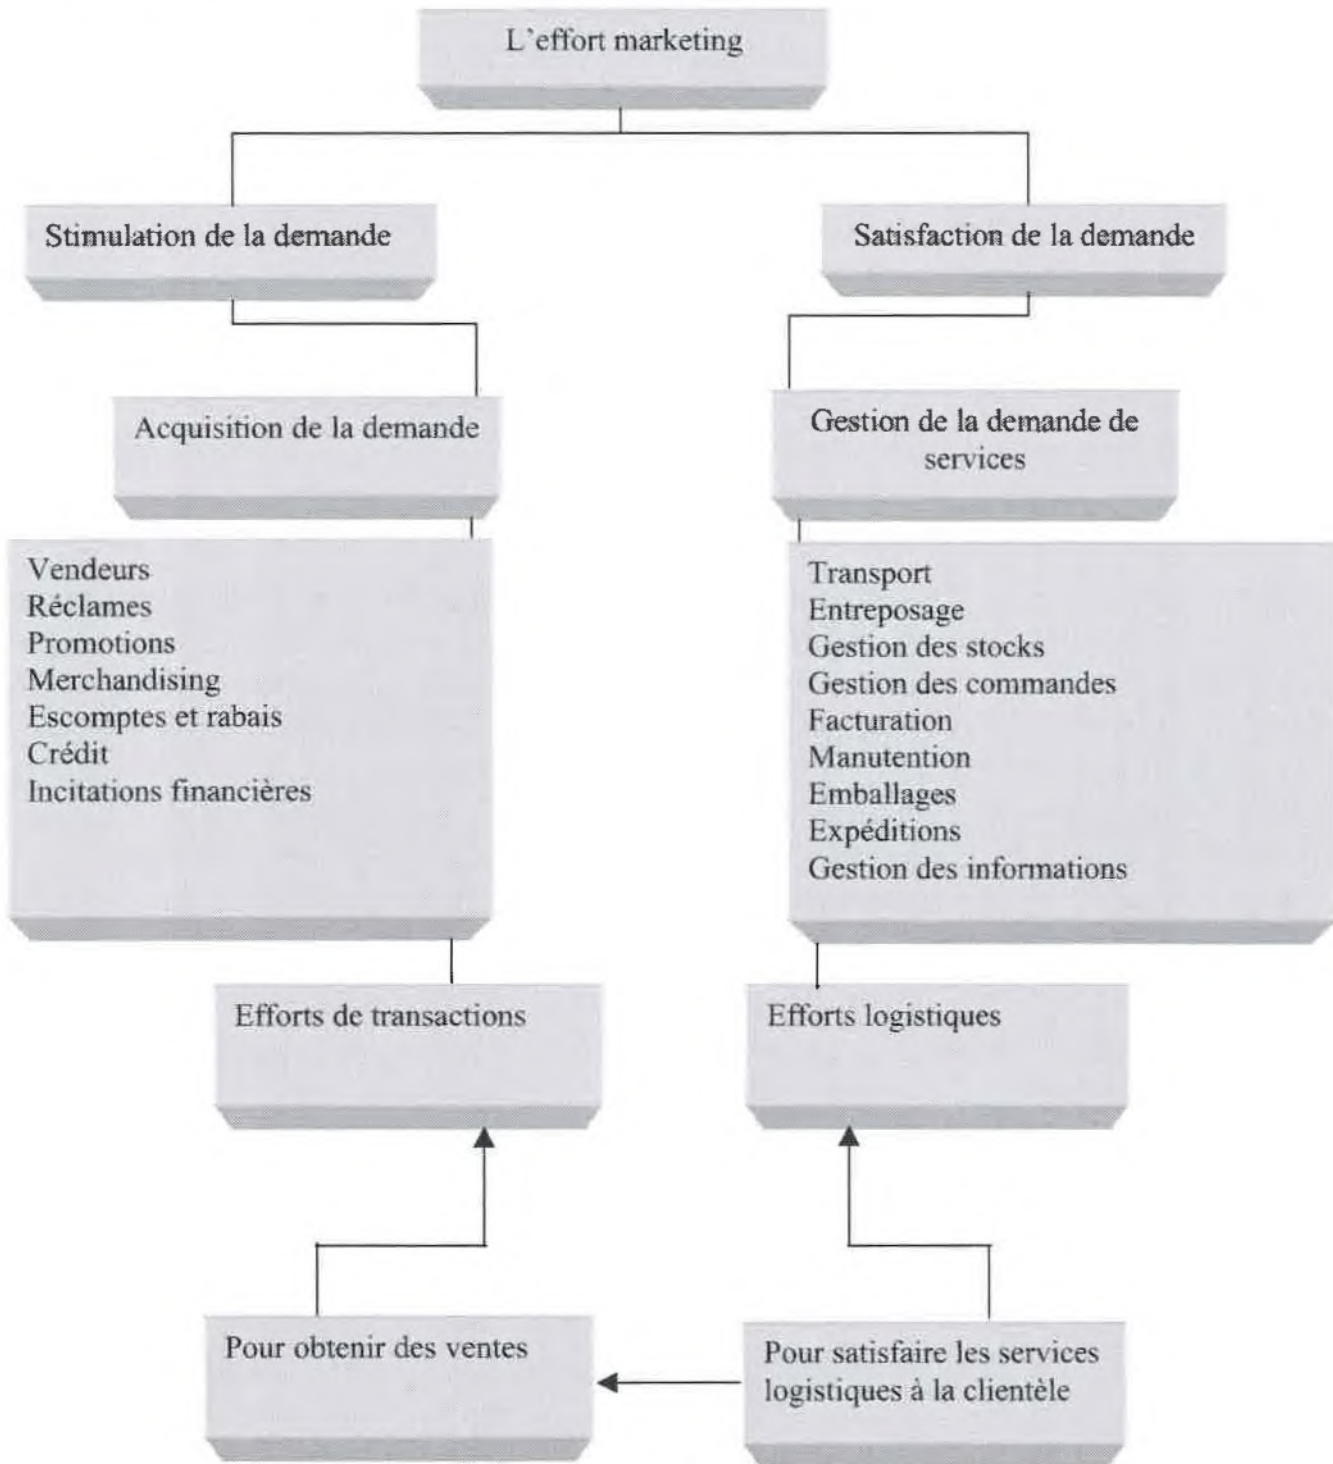 L'effort marketing
Stimulation de la demande
Satisfaction de la demande
Acquisition de la demande
Gestion de la demande de
services
Vendeurs
Réclames
Promotions
Merchandising
Escomptes et rabais
Crédit
Incitations financières
Transport
Entreposage
Gestion des stocks
Gestion des commandes
Facturation
Manutention
Emballages
Expéditions
Gestion des informations
Efforts de transactions
Efforts logistiques
Pour obtenir des ventes
Pour satisfaire les services
logistiques à la clientèle